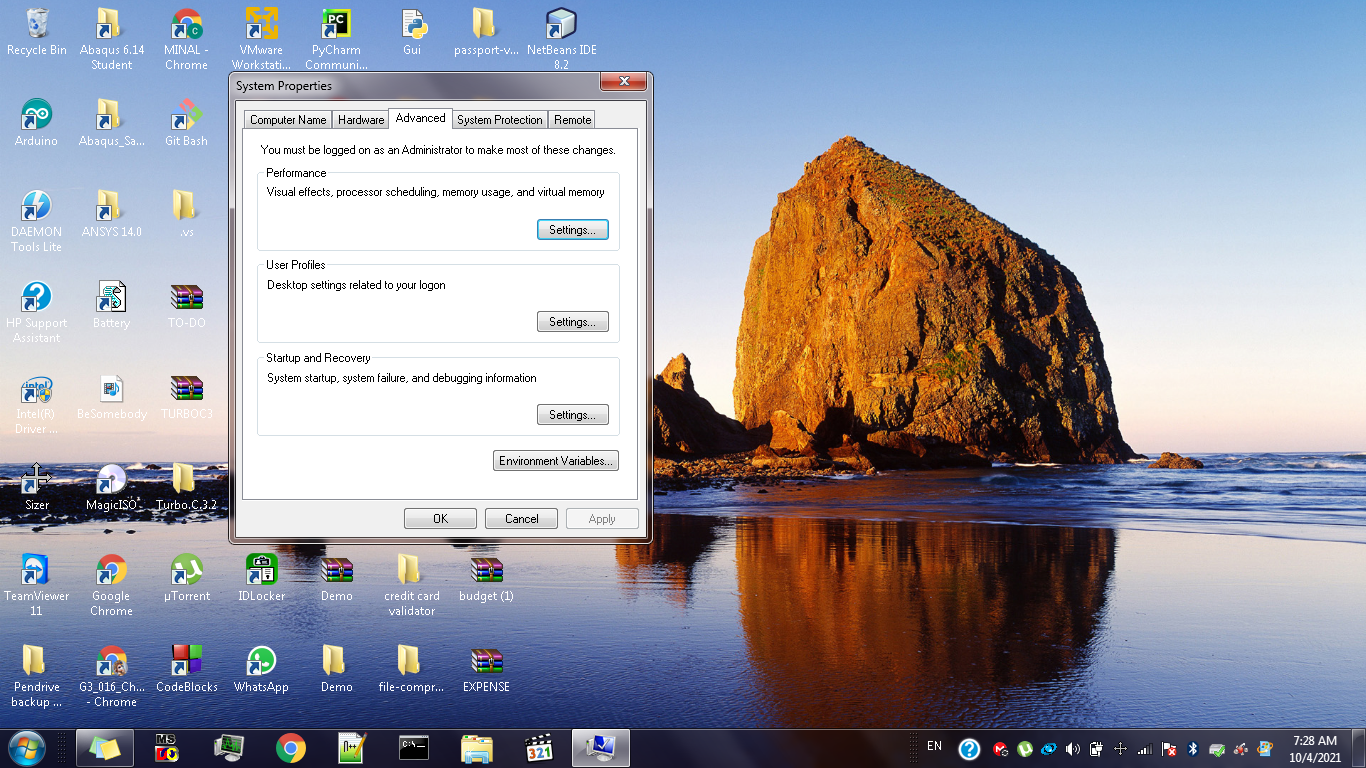 Recycle Bin
Abaqus 6.14
Student
MINAL -
Chrome
VMware
Workstati...
PyCharm
Communi...
Gui
passport-v...
NetBeans IDE
8.2
Arduino
Abaqus_Sa...
Git Bash
DAEMON
Tools Lite
ANSYS 14.0
.vs
HP Support
Assistant
Battery
TO-DO
Intel(R)
Driver ...
BeSomebody
TURBOC3
Sizer
MagicISO
Turbo.C.3.2
System Properties
Computer Name
Hardware
Advanced
System Protection
Remote
You must be logged on as an Administrator to make most of these changes.
Performance
Visual effects, processor scheduling, memory usage, and virtual memory
Settings...
User Profiles
Desktop settings related to your logon
Settings...
Startup and Recovery
System startup, system failure, and debugging information
Settings...
Environment Variables...
OK
Cancel
Apply
TeamViewer
11
Google
Chrome
µTorrent
IDLocker
Demo
credit card
validator
budget (1)
Pendrive
backup ...
G3_016_Ch...
- Chrome
CodeBlocks
WhatsApp
Demo
file-compr...
EXPENSE
EN
7:28 AM
10/4/2021